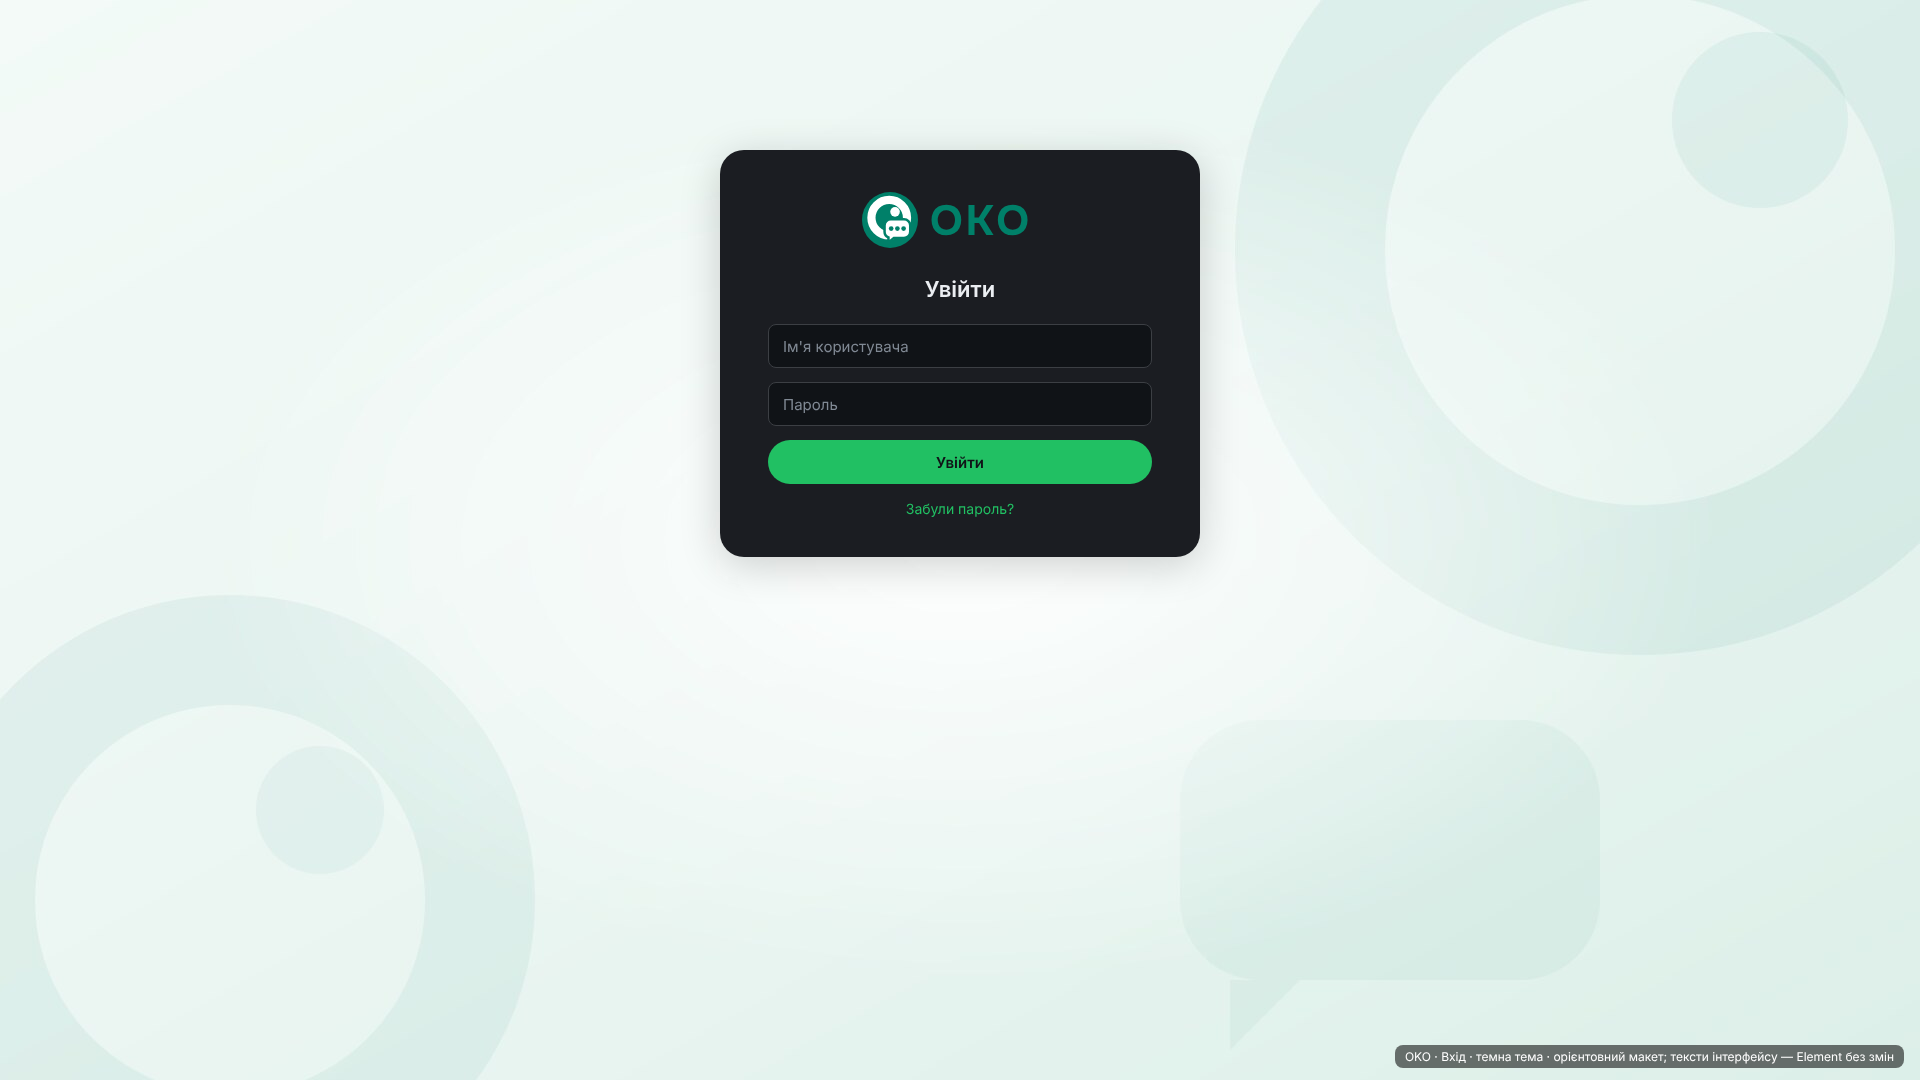 ОКО
Увійти
Ім'я користувача
Пароль
Увійти
Забули пароль?
ОКО · Вхід · темна тема · орієнтовний макет; тексти інтерфейсу — Element без змін